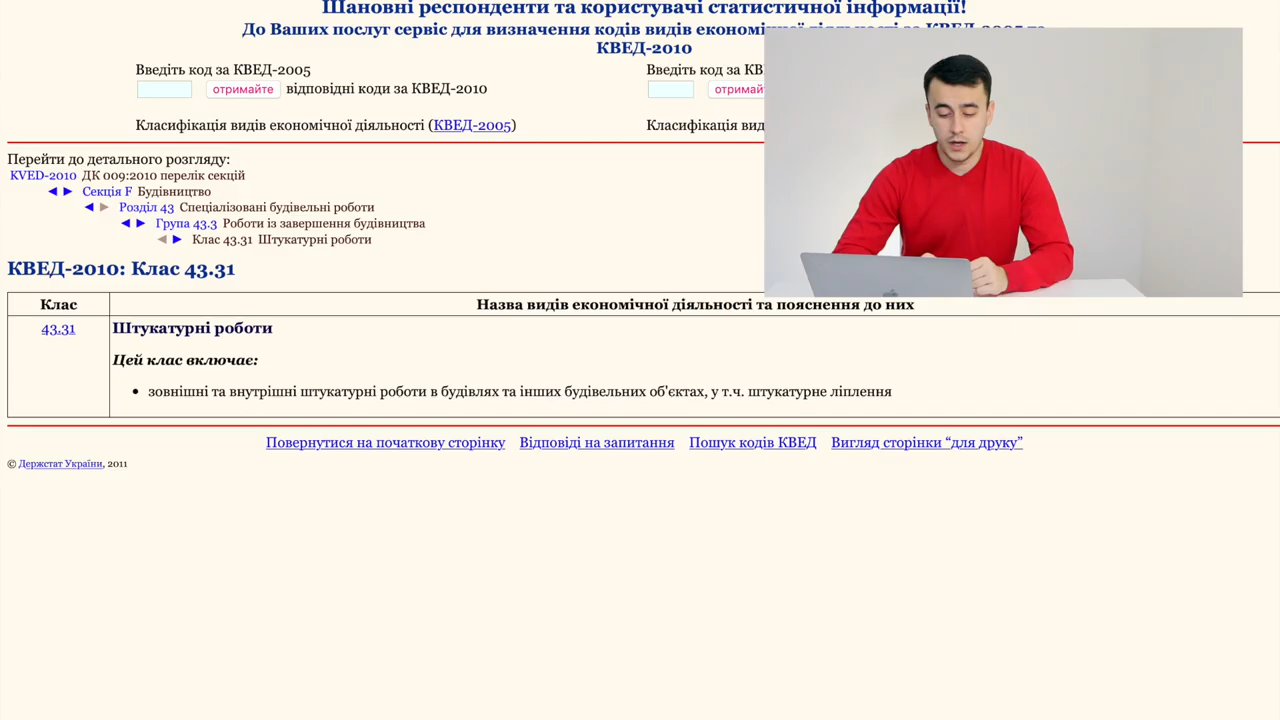 Шановні респонденти та користувачі статистичної інформації!
До Ваших послуг сервіс для визначення кодів видів економічної діяльності за КВЕД-2005 та
КВЕД-2010
Введіть код за КВЕД-2005
Введіть код за КВ
отримайте відповідні коди за КВЕД-2010
отримай
Класифікація видів економічної діяльності (КВЕД-2005)
Класифікація вид
Перейти до детального розгляду:
KVED-2010 ДК 009:2010 перелік секцій
◄ ► Секція F Будівництво
◄ ► Розділ 43 Спеціалізовані будівельні роботи
◄ ► Група 43.3 Роботи із завершення будівництва
◄ ► Клас 43.31 Штукатурні роботи
КВЕД-2010: Клас 43.31
Клас
Назва видів економічної діяльності та пояснення до них
43.31
Штукатурні роботи
Цей клас включає:
• зовнішні та внутрішні штукатурні роботи в будівлях та інших будівельних об'єктах, у т.ч. штукатурне ліплення
Повернутися на початкову сторінку Відповіді на запитання Пошук кодів КВЕД Вигляд сторінки “для друку”
© Держстат України, 2011